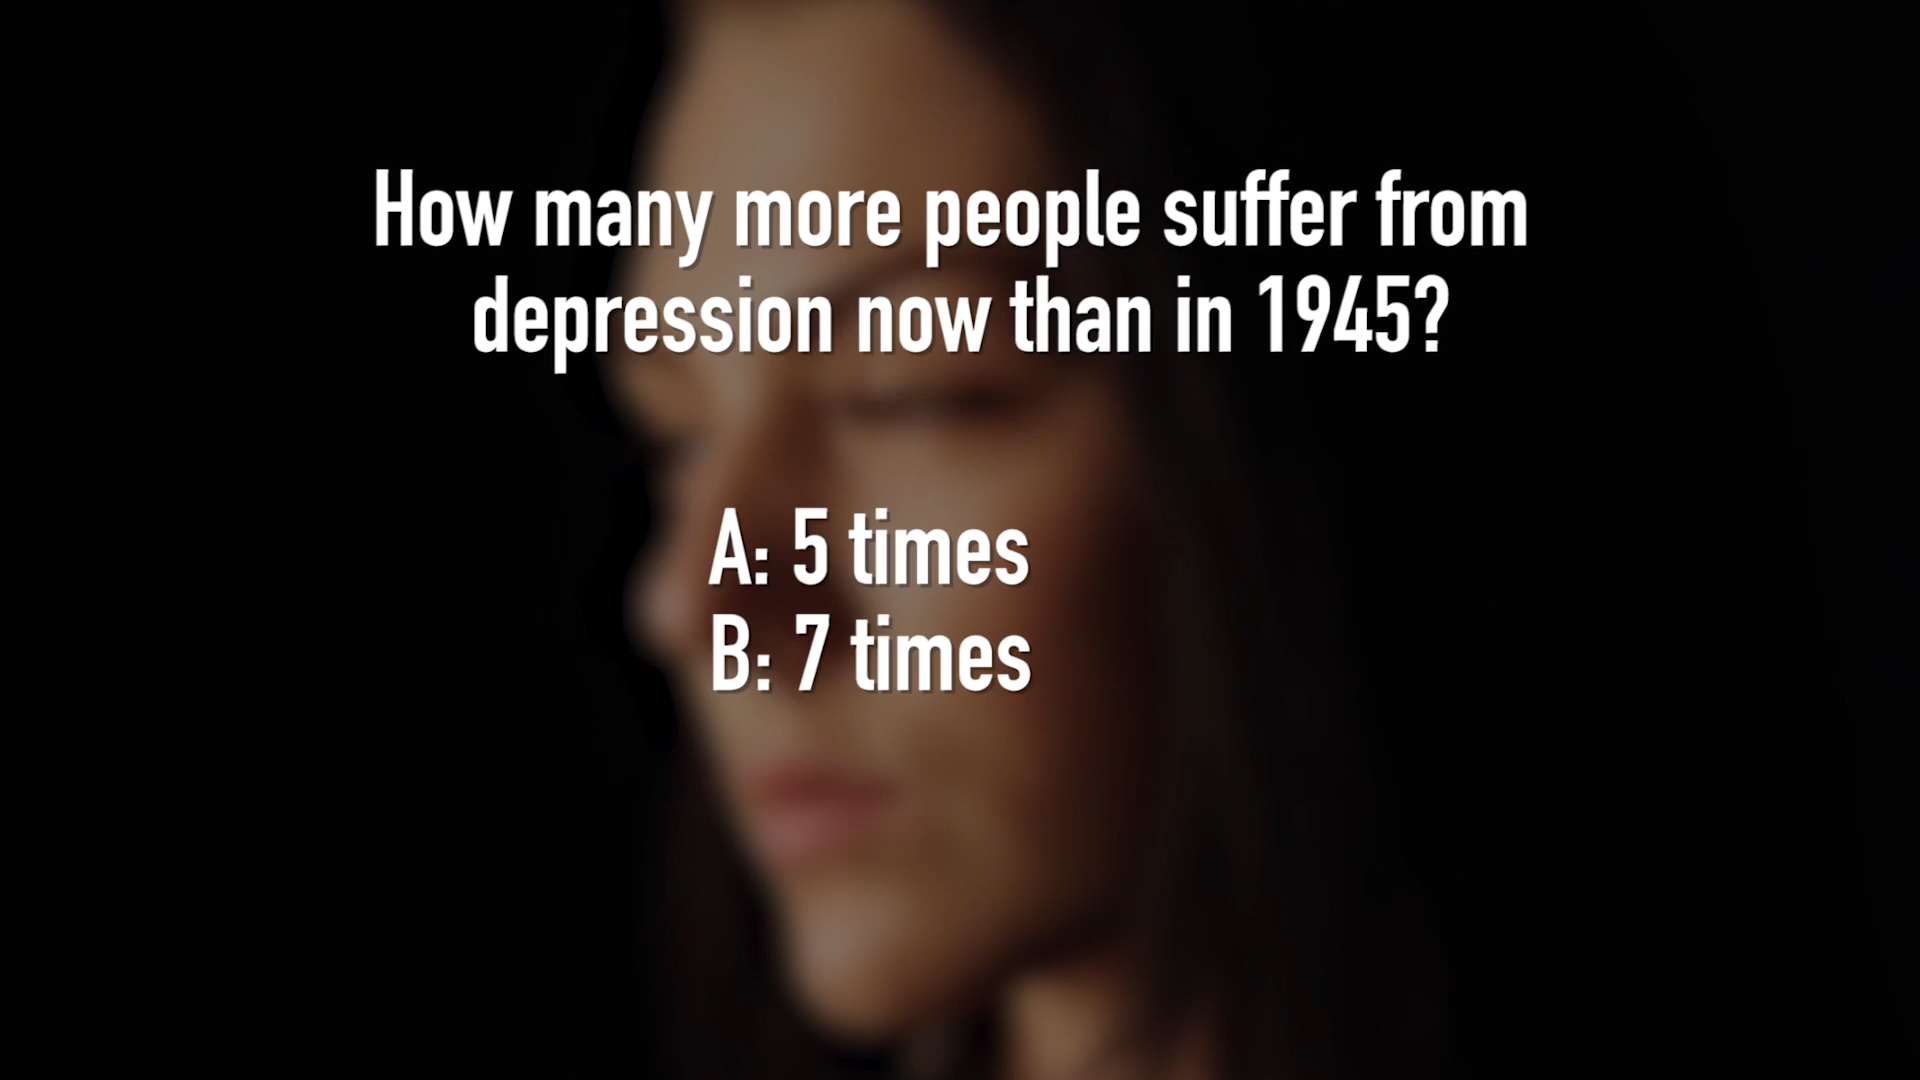 How many more people suffer from
depression now than in 1945?
A: 5 times
B: 7 times